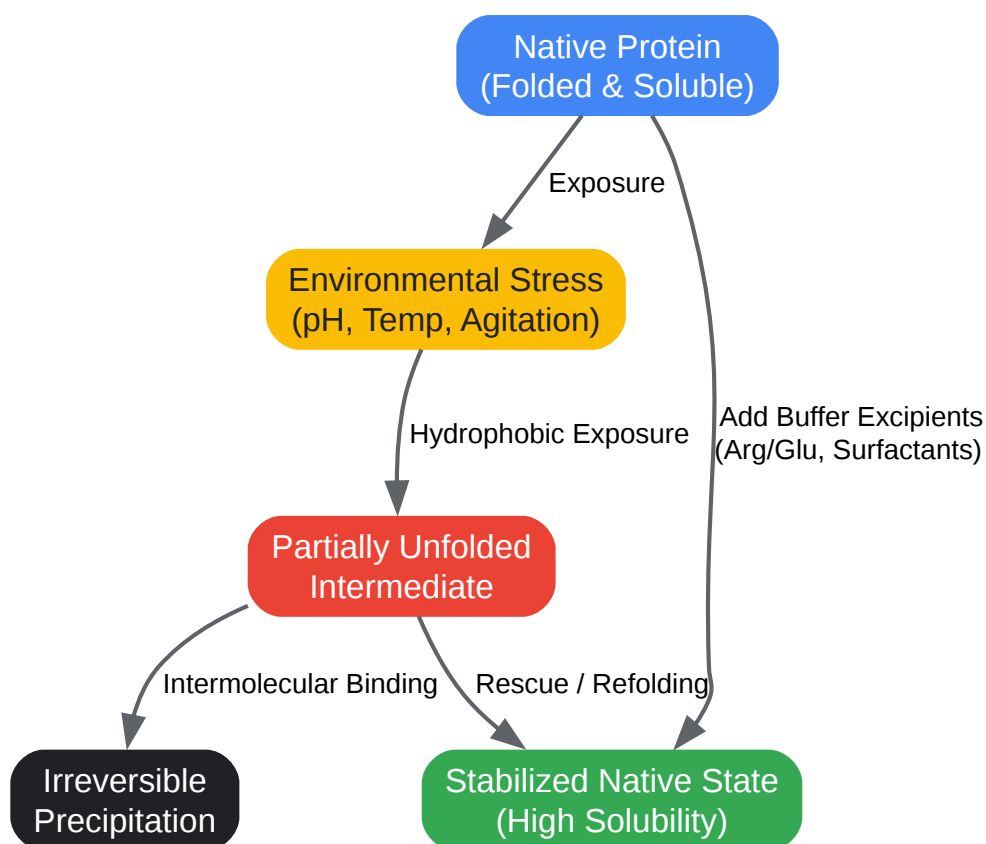 Native Protein
(Folded & Soluble)
Exposure
Environmental Stress
(pH, Temp, Agitation)
Hydrophobic Exposure
Add Buffer Excipients
(Arg/Glu, Surfactants)
Partially Unfolded
Intermediate
Intermolecular Binding
Rescue / Refolding
Irreversible
Precipitation
Stabilized Native State
(High Solubility)